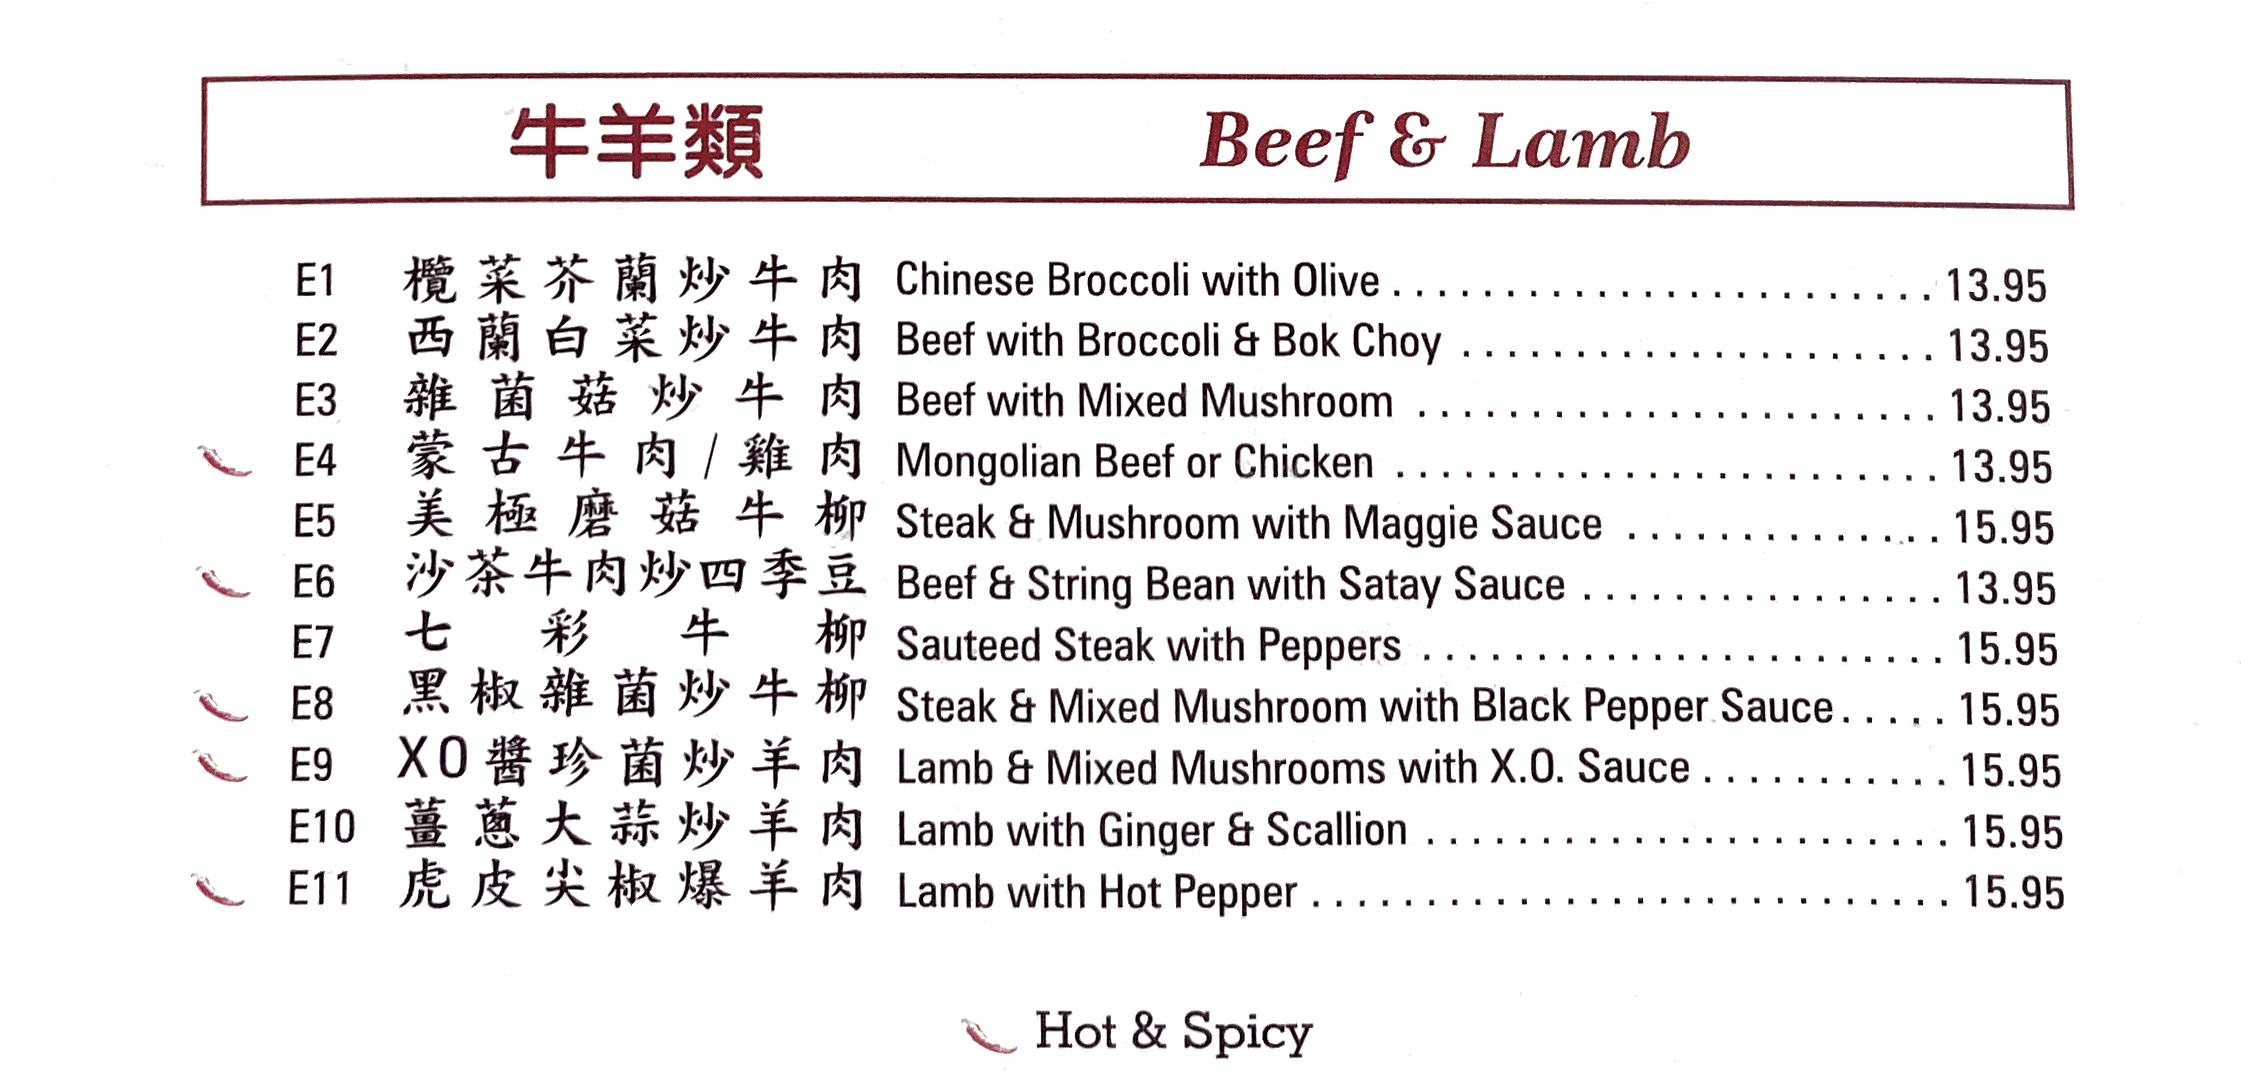 牛羊類 Beef & Lamb
E1 欖菜芥蘭炒牛肉 Chinese Broccoli with Olive ........................ 13.95
E2 西蘭白菜炒牛肉 Beef with Broccoli & Bok Choy ..................... 13.95
E3 雜菌菇炒牛肉 Beef with Mixed Mushroom ....................... 13.95
E4 蒙古牛肉/雞肉 Mongolian Beef or Chicken ........................ 13.95
E5 美極磨菇牛柳 Steak & Mushroom with Maggie Sauce .............. 15.95
E6 沙茶牛肉炒四季豆 Beef & String Bean with Satay Sauce ................ 13.95
E7 七彩牛柳 Sauteed Steak with Peppers ....................... 15.95
E8 黑椒雜菌炒牛柳 Steak & Mixed Mushroom with Black Pepper Sauce ..... 15.95
E9 XO醬珍菌炒羊肉 Lamb & Mixed Mushrooms with X.O. Sauce ........... 15.95
E10 薑蔥大蒜炒羊肉 Lamb with Ginger & Scallion ....................... 15.95
E11 虎皮尖椒爆羊肉 Lamb with Hot Pepper ............................ 15.95
Hot & Spicy